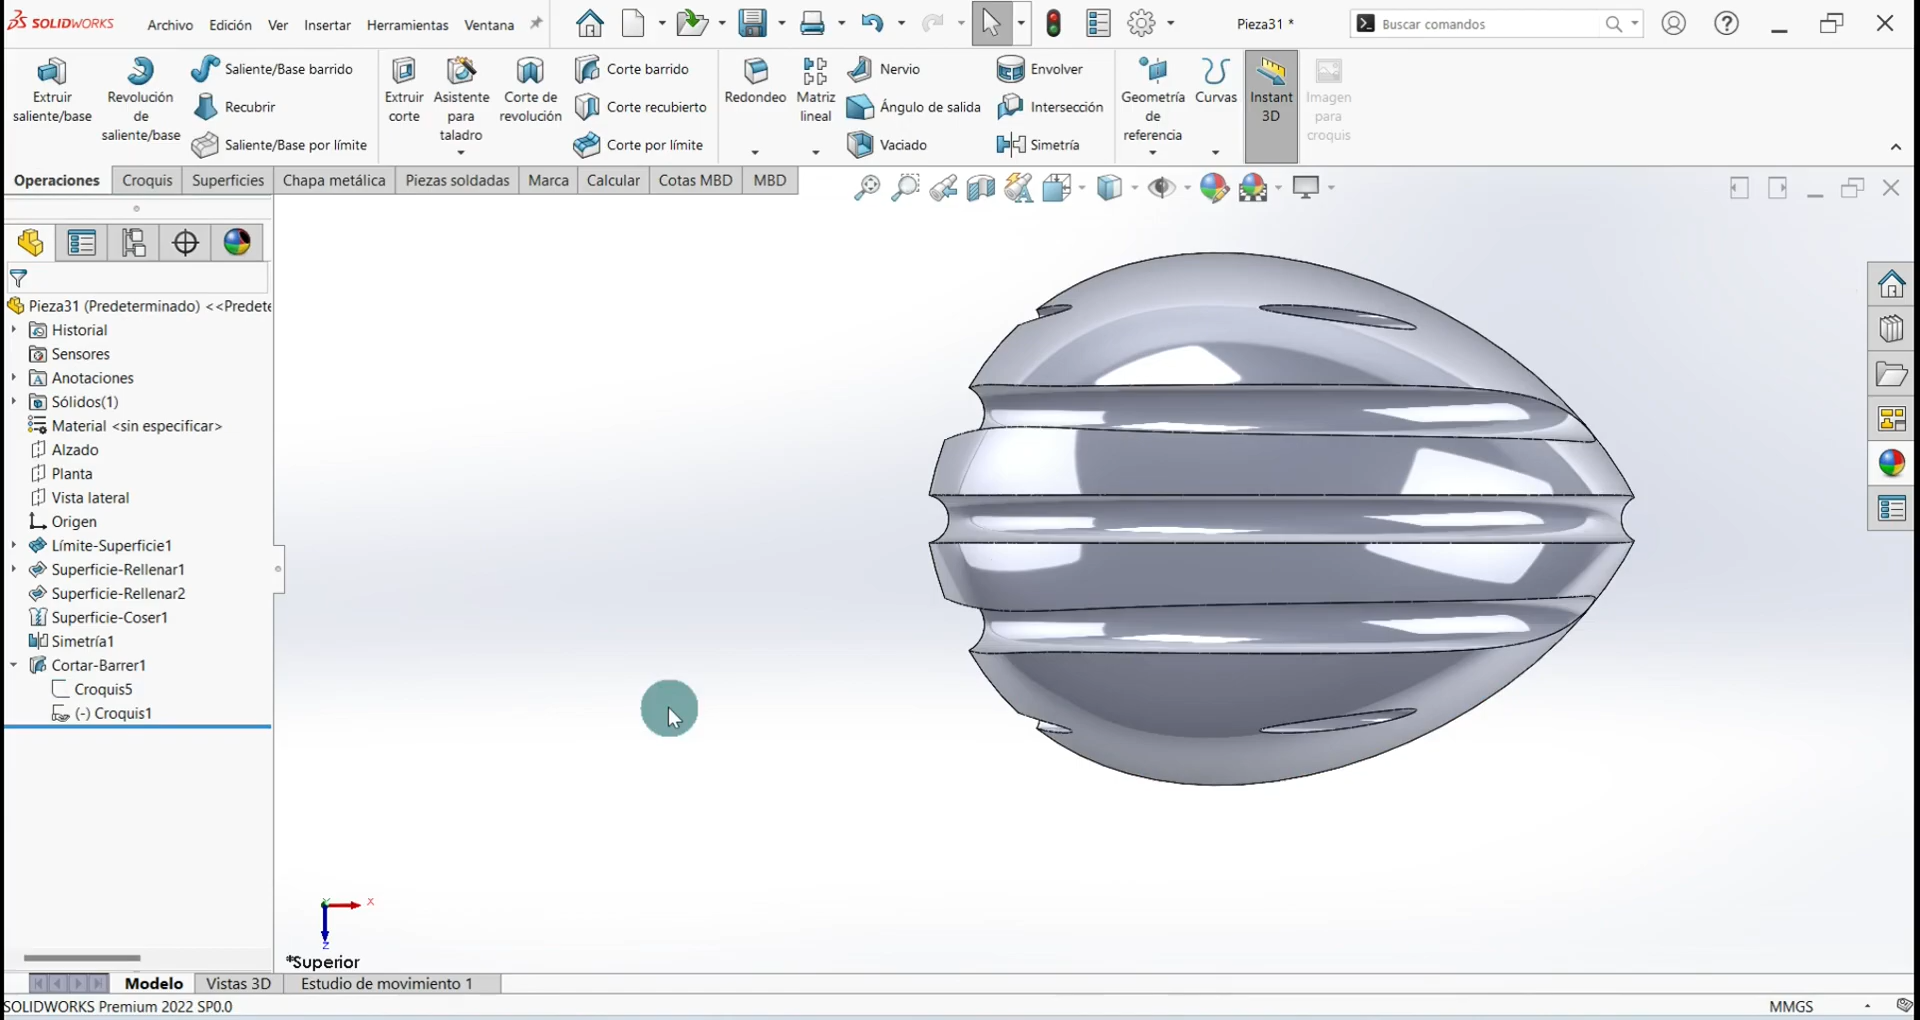 SOLIDWORKS
Archivo Edición Ver Insertar Herramientas Ventana
Pieza31 *
Buscar comandos
Extruir saliente/base
Revolución de saliente/base
Saliente/Base barrido
Recubrir
Saliente/Base por límite
Extruir corte
Asistente para taladro
Corte de revolución
Corte barrido
Corte recubierto
Corte por límite
Redondeo
Matriz lineal
Nervio
Ángulo de salida
Vaciado
Envolver
Intersección
Simetría
Geometría de referencia
Curvas
Instant 3D
Imagen para croquis
Operaciones Croquis Superficies Chapa metálica Piezas soldadas Marca Calcular Cotas MBD MBD
Pieza31 (Predeterminado) <<Predete
Historial
Sensores
Anotaciones
Sólidos(1)
Material <sin especificar>
Alzado
Planta
Vista lateral
Origen
Límite-Superficie1
Superficie-Rellenar1
Superficie-Rellenar2
Superficie-Coser1
Simetría1
Cortar-Barrer1
Croquis5
(-) Croquis1
Y
X
Z
*Superior
Modelo Vistas 3D Estudio de movimiento 1
SOLIDWORKS Premium 2022 SP0.0
MMGS